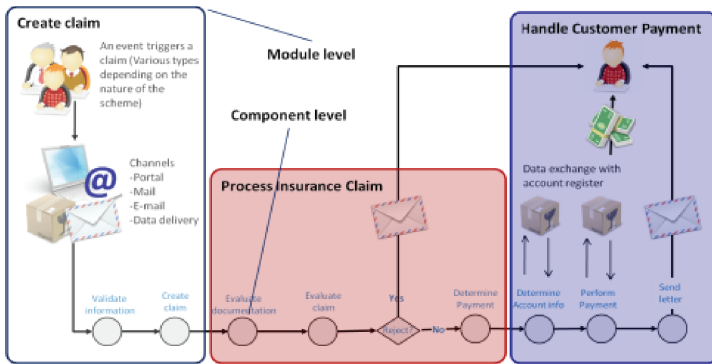 Create claim
An event triggers a
claim (Various types
depending on the
nature of the
scheme)
Channels
-Portal
-Mail
-E-mail
-Data delivery
@
Validate
information
Create
claim
Module level
Component level
Process Insurance Claim
Evaluate
documentation
Evaluate
claim
Yes
Reject?
No
Determine
Payment
Handle Customer Payment
Data exchange with
account register
Determine
Account info
Perform
Payment
Send
letter